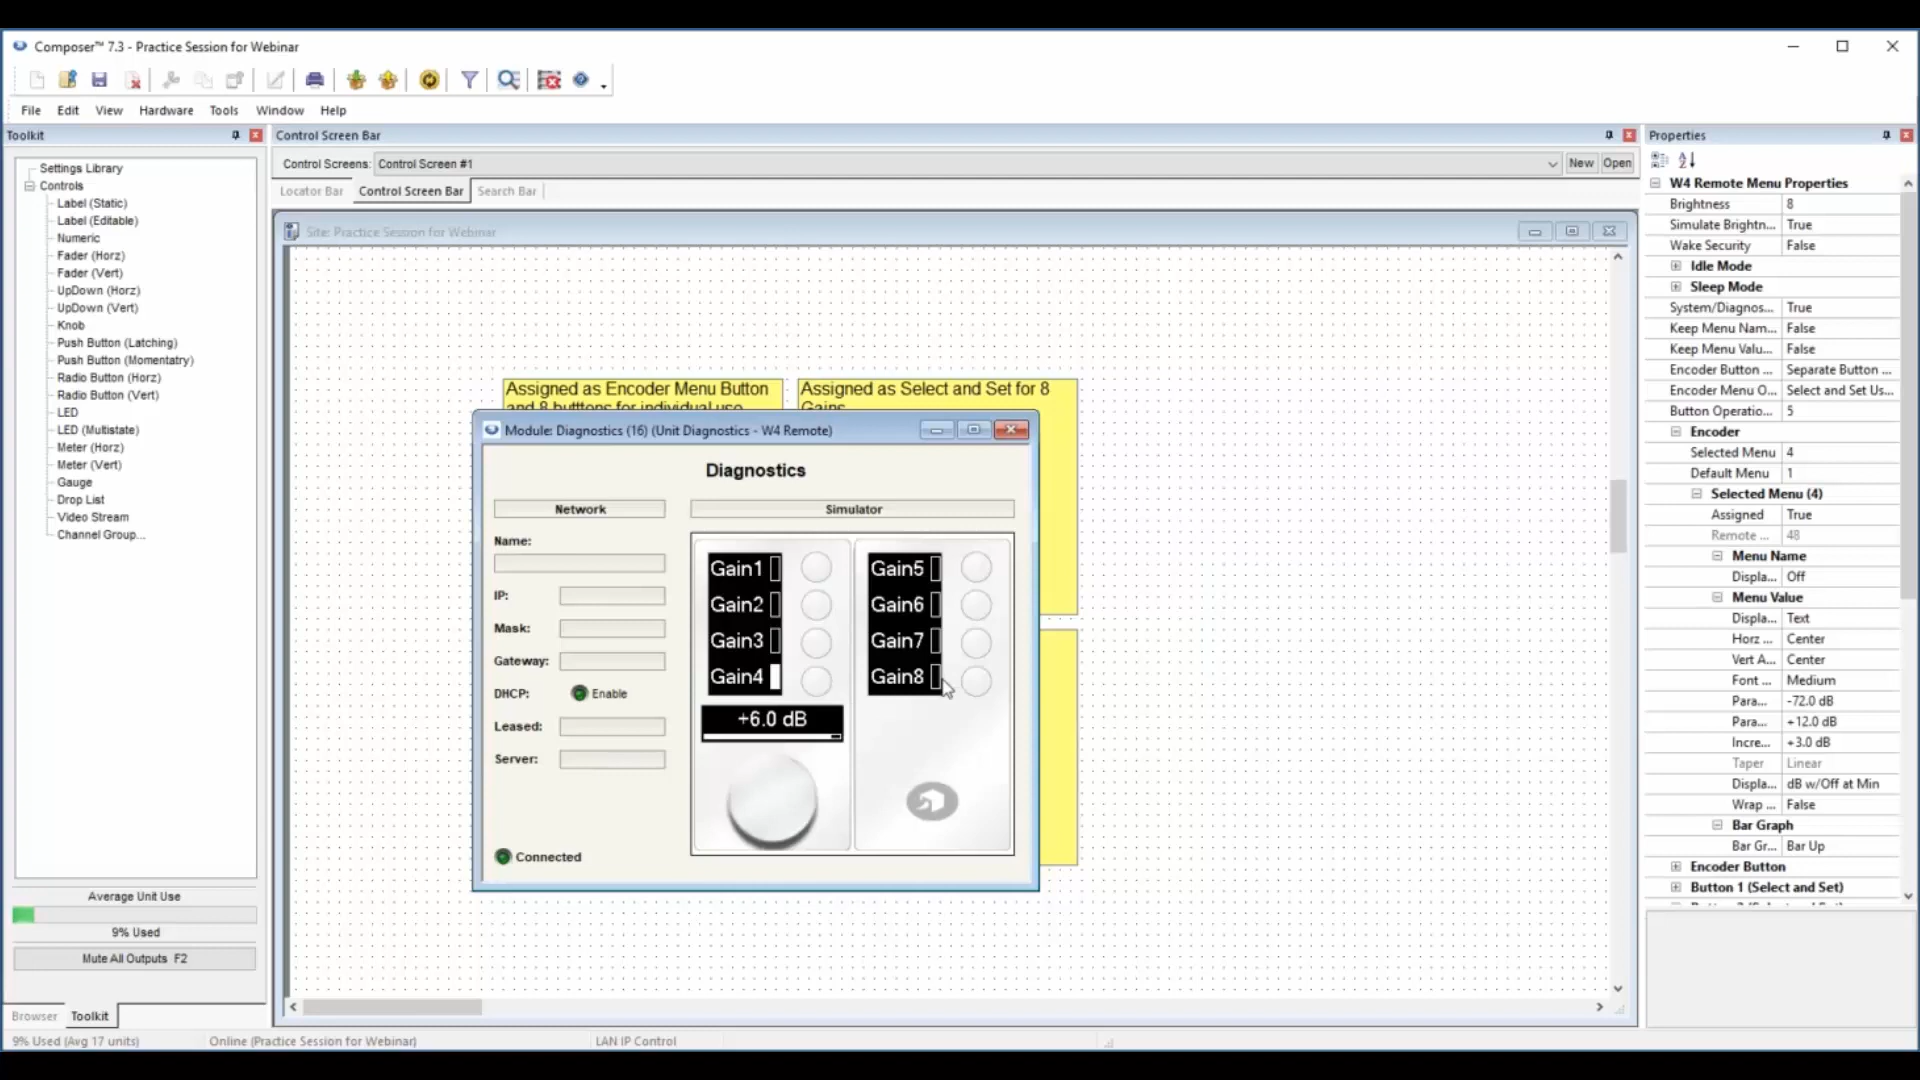 Composer™ 7.3 - Practice Session for Webinar
File Edit View Hardware Tools Window Help
Toolkit
Settings Library
Controls
Label (Static)
Label (Editable)
Numeric
Fader (Horz)
Fader (Vert)
UpDown (Horz)
UpDown (Vert)
Knob
Push Button (Latching)
Push Button (Momentatry)
Radio Button (Horz)
Radio Button (Vert)
LED
LED (Multistate)
Meter (Horz)
Meter (Vert)
Gauge
Drop List
Video Stream
Channel Group...
Average Unit Use
9% Used
Mute All Outputs F2
Browser Toolkit
Control Screen Bar
Control Screens: Control Screen #1 New Open
Locator Bar Control Screen Bar Search Bar
Site: Practice Session for Webinar
Assigned as Encoder Menu Button
and 8 butttons for individual use
Assigned as Select and Set for 8
Gains
Module: Diagnostics (16) (Unit Diagnostics - W4 Remote)
Diagnostics
Network
Name:
IP:
Mask:
Gateway:
DHCP: Enable
Leased:
Server:
Connected
Simulator
Gain1
Gain2
Gain3
Gain4
+6.0 dB
Gain5
Gain6
Gain7
Gain8
Properties
W4 Remote Menu Properties
Brightness 8
Simulate Brightn... True
Wake Security False
Idle Mode
Sleep Mode
System/Diagnos... True
Keep Menu Nam... False
Keep Menu Valu... False
Encoder Button ... Separate Button ...
Encoder Menu O... Select and Set Us...
Button Operatio... 5
Encoder
Selected Menu 4
Default Menu 1
Selected Menu (4)
Assigned True
Remote ... 48
Menu Name
Displa... Off
Menu Value
Displa... Text
Horz ... Center
Vert A... Center
Font ... Medium
Para... -72.0 dB
Para... +12.0 dB
Incre... +3.0 dB
Taper Linear
Displa... dB w/Off at Min
Wrap ... False
Bar Graph
Bar Gr... Bar Up
Encoder Button
Button 1 (Select and Set)
9% Used (Avg 17 units) Online (Practice Session for Webinar) LAN IP Control